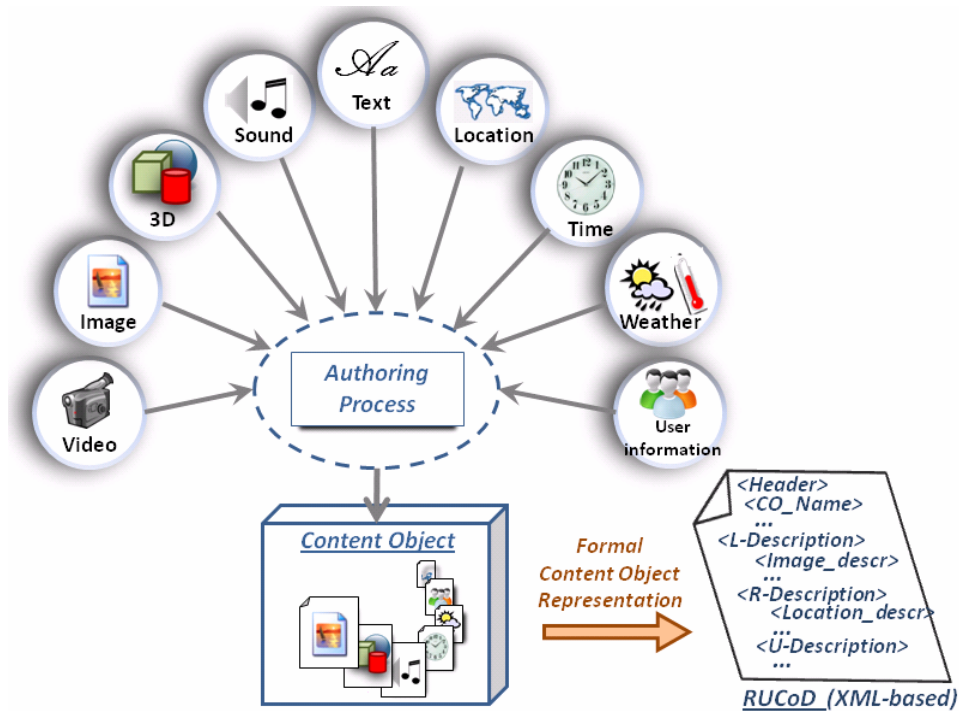 Aa
Text
Sound
Location
3D
Time
Image
Weather
Video
User
information
Authoring
Process
Content Object
Formal
Content Object
Representation
<Header>
<CO_Name>
...
<L-Description>
<Image_descr>
...
<R-Description>
<Location_descr>
...
<U-Description>
...
RUCoD (XML-based)